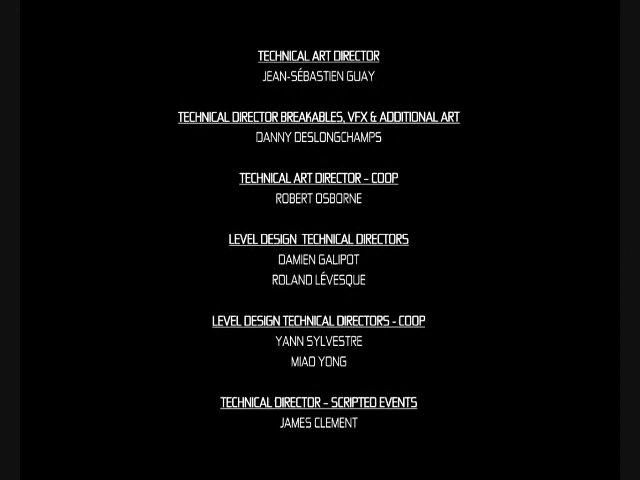 TECHNICAL ART DIRECTOR
JEAN-SÉBASTIEN GUAY
TECHNICAL DIRECTOR BREAKABLES, VFX & ADDITIONAL ART
DANNY DESLONGCHAMPS
TECHNICAL ART DIRECTOR – COOP
ROBERT OSBORNE
LEVEL DESIGN TECHNICAL DIRECTORS
DAMIEN GALIPOT
ROLAND LÉVESQUE
LEVEL DESIGN TECHNICAL DIRECTORS - COOP
YANN SYLVESTRE
MIAO YONG
TECHNICAL DIRECTOR – SCRIPTED EVENTS
JAMES CLEMENT